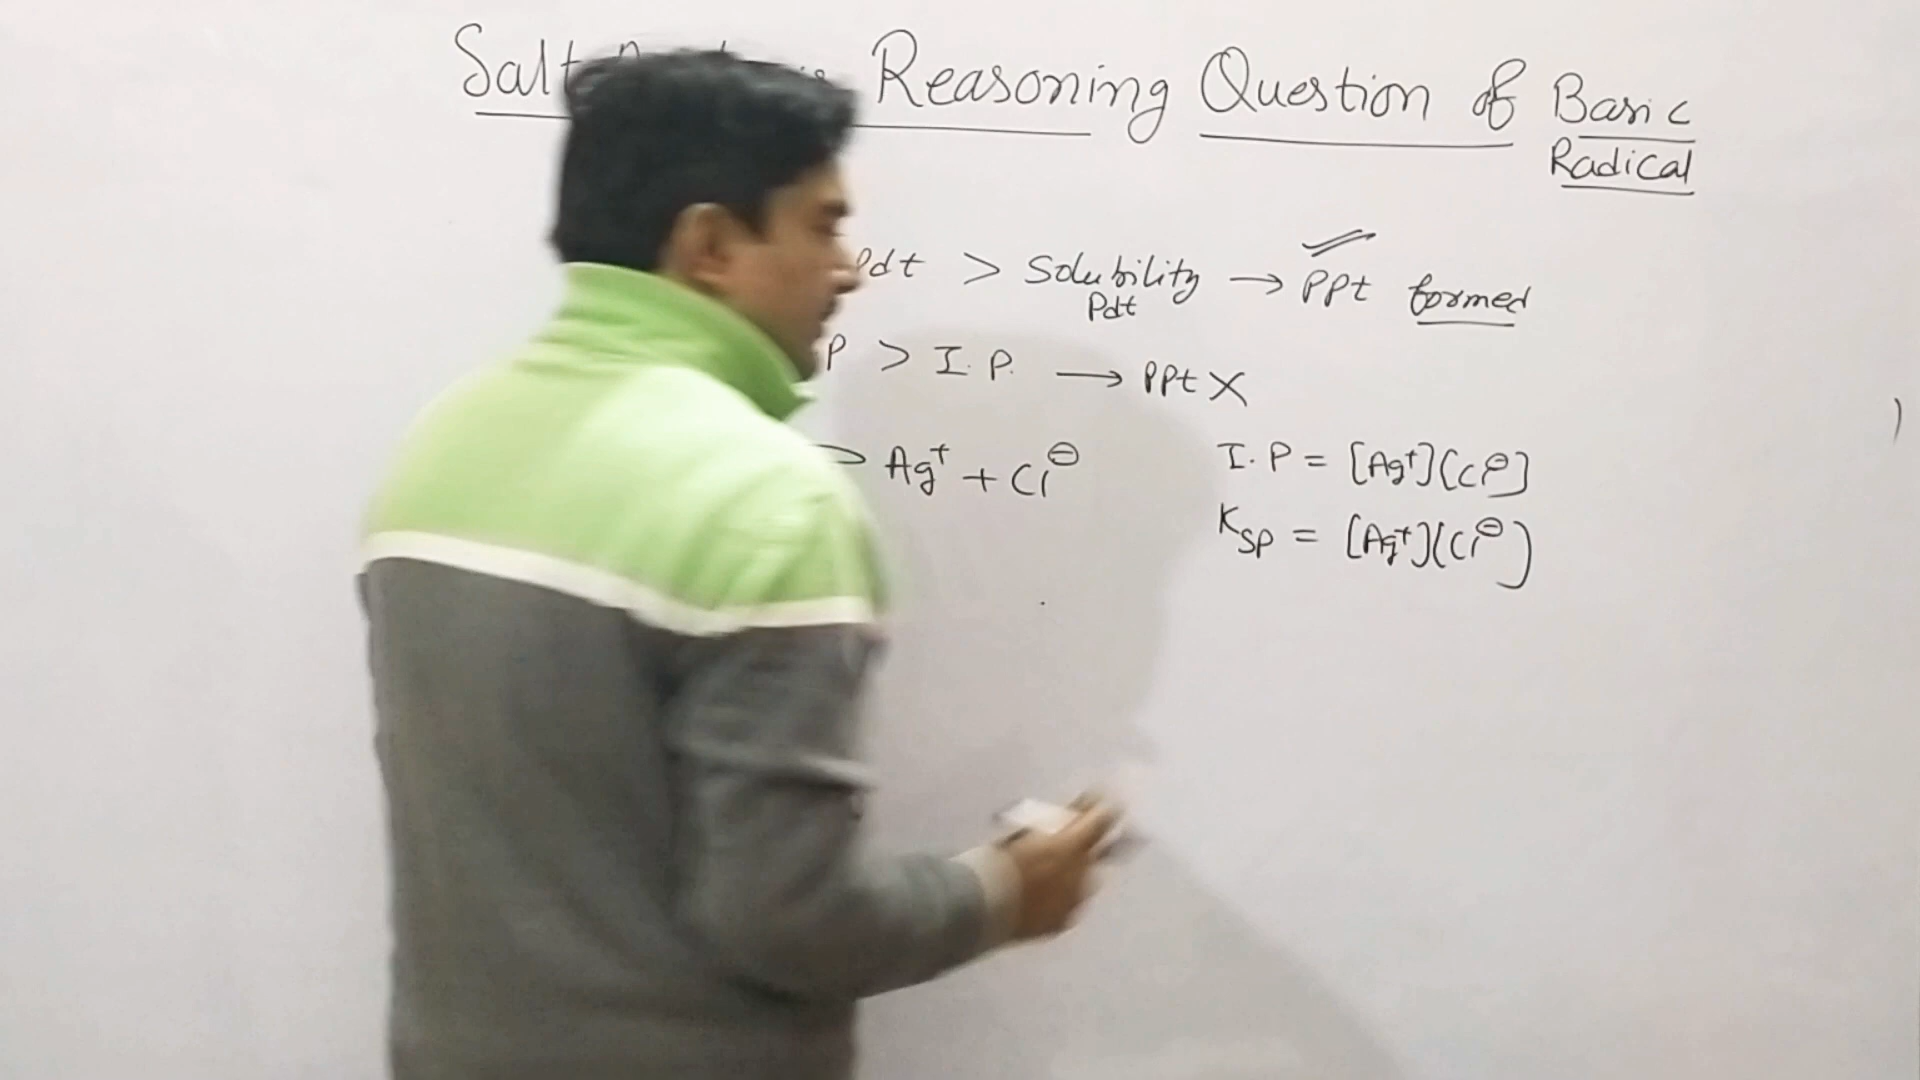 Salt Reasoning Question of Basic
Radical
Pdt > Solubility → PPt formed
Pdt
P > I.P. → PPt X
Ag⁺ + Cl⊖
I.P = [Ag⁺][Cl⊖]
Ksp = [Ag⁺][Cl⊖]